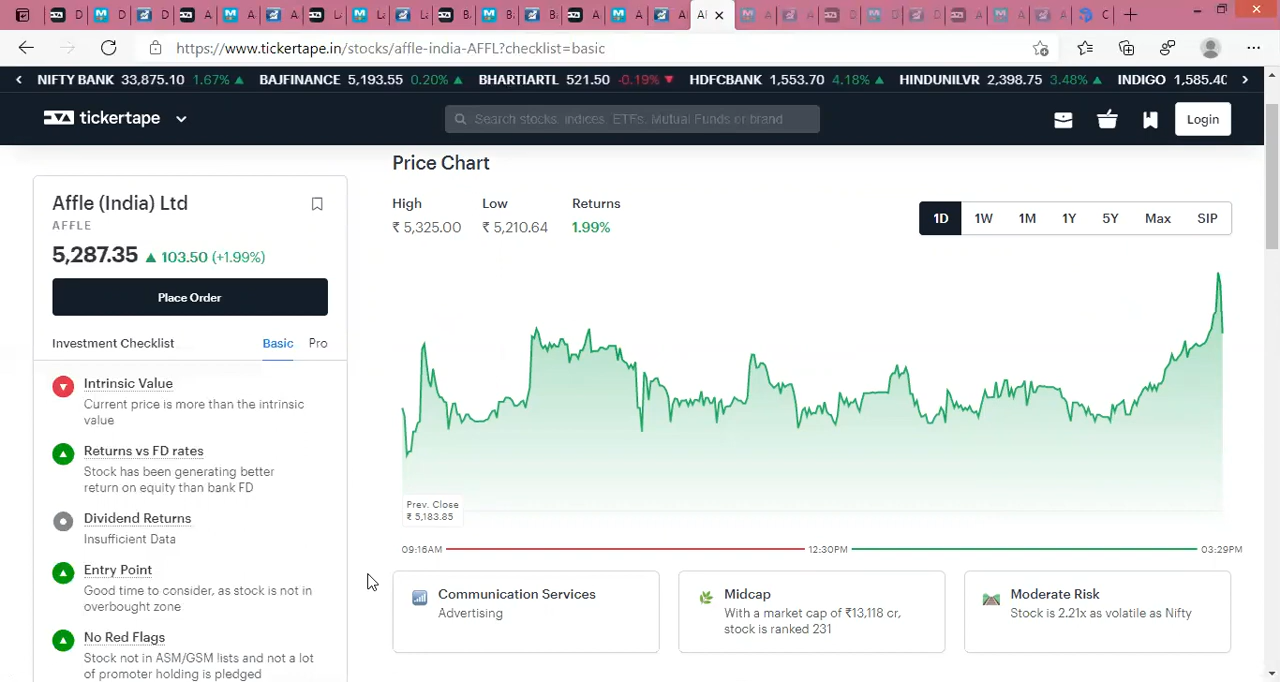 D
D
D
A
A
A
L
La
La
B
B
B
A
A
A
Al
A
A
D
D
D
A
A
A
C
https://www.tickertape.in/stocks/affle-india-AFFL?checklist=basic
NIFTY BANK 33,875.10 1.67% ▲ BAJFINANCE 5,193.55 0.20% ▲ BHARTIARTL 521.50 -0.19% ▼ HDFCBANK 1,553.70 4.18% ▲ HINDUNILVR 2,398.75 3.48% ▲ INDIGO 1,585.40
tickertape
Search stocks, indices, ETFs, Mutual Funds or brand
Login
Affle (India) Ltd
AFFLE
5,287.35 ▲ 103.50 (+1.99%)
Place Order
Investment Checklist Basic Pro
Intrinsic Value
Current price is more than the intrinsic
value
Returns vs FD rates
Stock has been generating better
return on equity than bank FD
Dividend Returns
Insufficient Data
Entry Point
Good time to consider, as stock is not in
overbought zone
No Red Flags
Stock not in ASM/GSM lists and not a lot
of promoter holding is pledged
Price Chart
High Low Returns
₹ 5,325.00 ₹ 5,210.64 1.99%
1D 1W 1M 1Y 5Y Max SIP
Prev. Close
₹ 5,183.85
09:16AM 12:30PM 03:29PM
Communication Services
Advertising
Midcap
With a market cap of ₹13,118 cr,
stock is ranked 231
Moderate Risk
Stock is 2.21x as volatile as Nifty